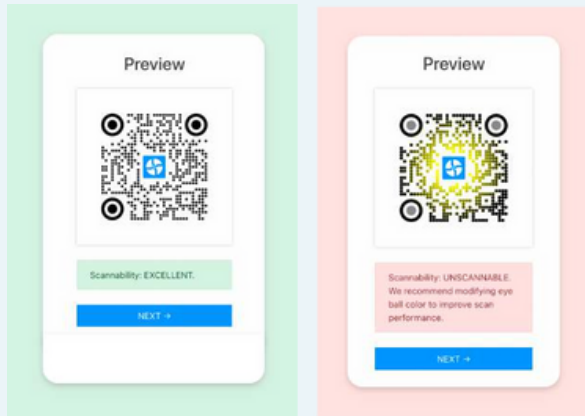 Preview
Scannability: EXCELLENT.
NEXT →
Preview
Scannability: UNSCANNABLE.
We recommend modifying eye
ball color to improve scan
performance.
NEXT →